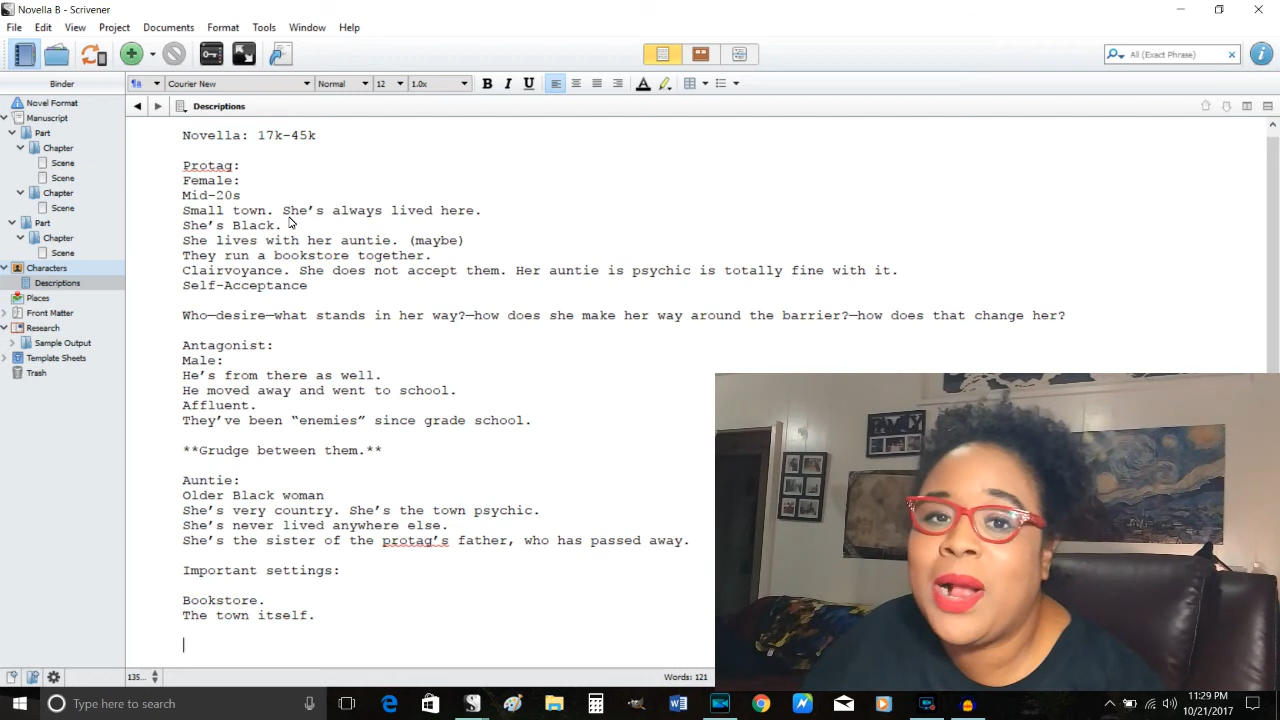 Novella B - Scrivener
File Edit View Project Documents Format Tools Window Help
All (Exact Phrase)
Binder
Courier New
Normal
12
1.0x
B I U A
Novel Format
Manuscript
Part
Chapter
Scene
Scene
Chapter
Scene
Part
Chapter
Scene
Characters
Descriptions
Places
Front Matter
Research
Sample Output
Template Sheets
Trash
Descriptions
Novella: 17k-45k
Protag:
Female:
Mid-20s
Small town. She's always lived here.
She's Black.
She lives with her auntie. (maybe)
They run a bookstore together.
Clairvoyance. She does not accept them. Her auntie is psychic is totally fine with it.
Self-Acceptance
Who—desire—what stands in her way?—how does she make her way around the barrier?—how does that change her?
Antagonist:
Male:
He's from there as well.
He moved away and went to school.
Affluent.
They've been “enemies” since grade school.
**Grudge between them.**
Auntie:
Older Black woman
She's very country. She's the town psychic.
She's never lived anywhere else.
She's the sister of the protag's father, who has passed away.
Important settings:
Bookstore.
The town itself.
135...
Words: 121
Type here to search
11:29 PM
10/21/2017